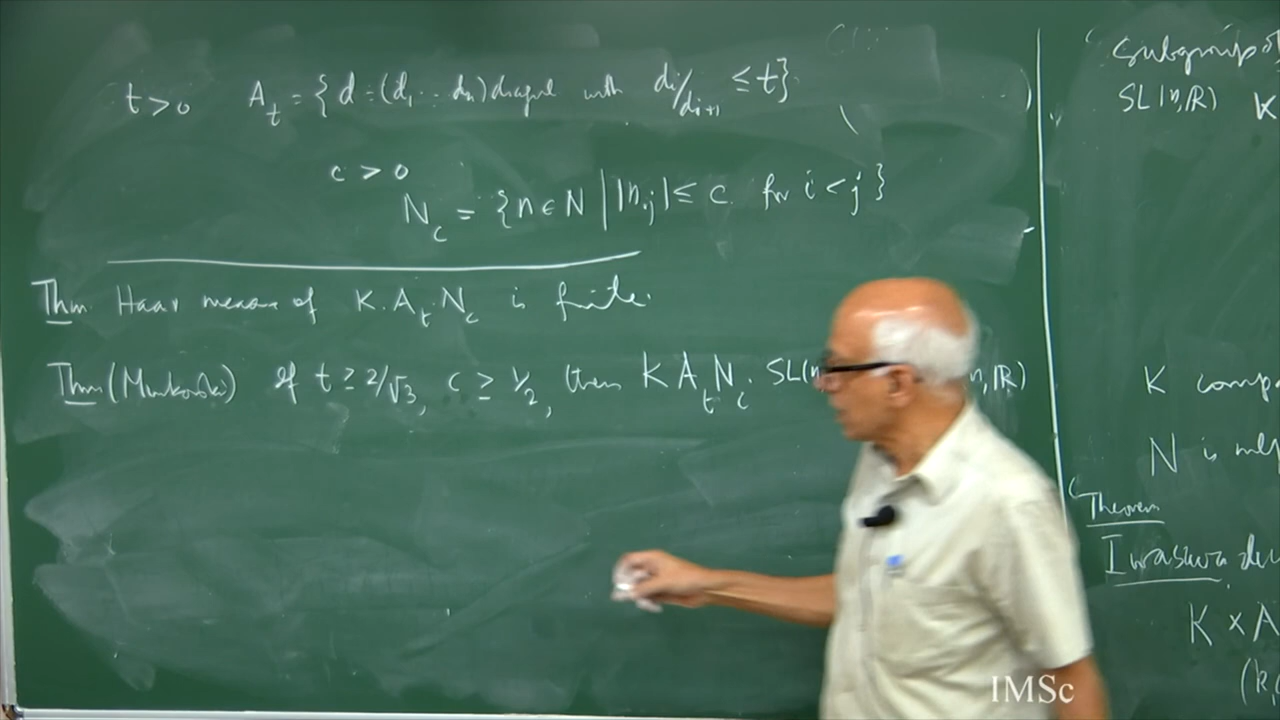 t > 0 A_t = {d = (d_1 ... d_n) diagonal with d_i/d_{i+1} ≤ t}
c > 0
N_c = {n ∈ N | |n_{ij}| ≤ c for i < j}
Thm Haar measure of K.A_t.N_c is finite.
Thm (Minkowski) If t ≥ 2/√3, c ≥ 1/2, then K A_t N_c . SL(n ,ℝ)
Subgroups of
SL(n,ℝ) K
K comp
N is
Theorem
Iwasawa de
K × A
(k,
IMSc